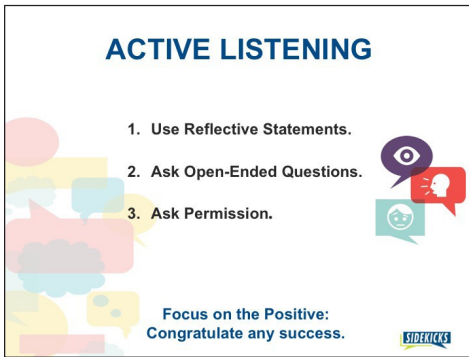 ACTIVE LISTENING
1. Use Reflective Statements.
2. Ask Open-Ended Questions.
3. Ask Permission.
Focus on the Positive:
Congratulate any success.
SIDEKICKS